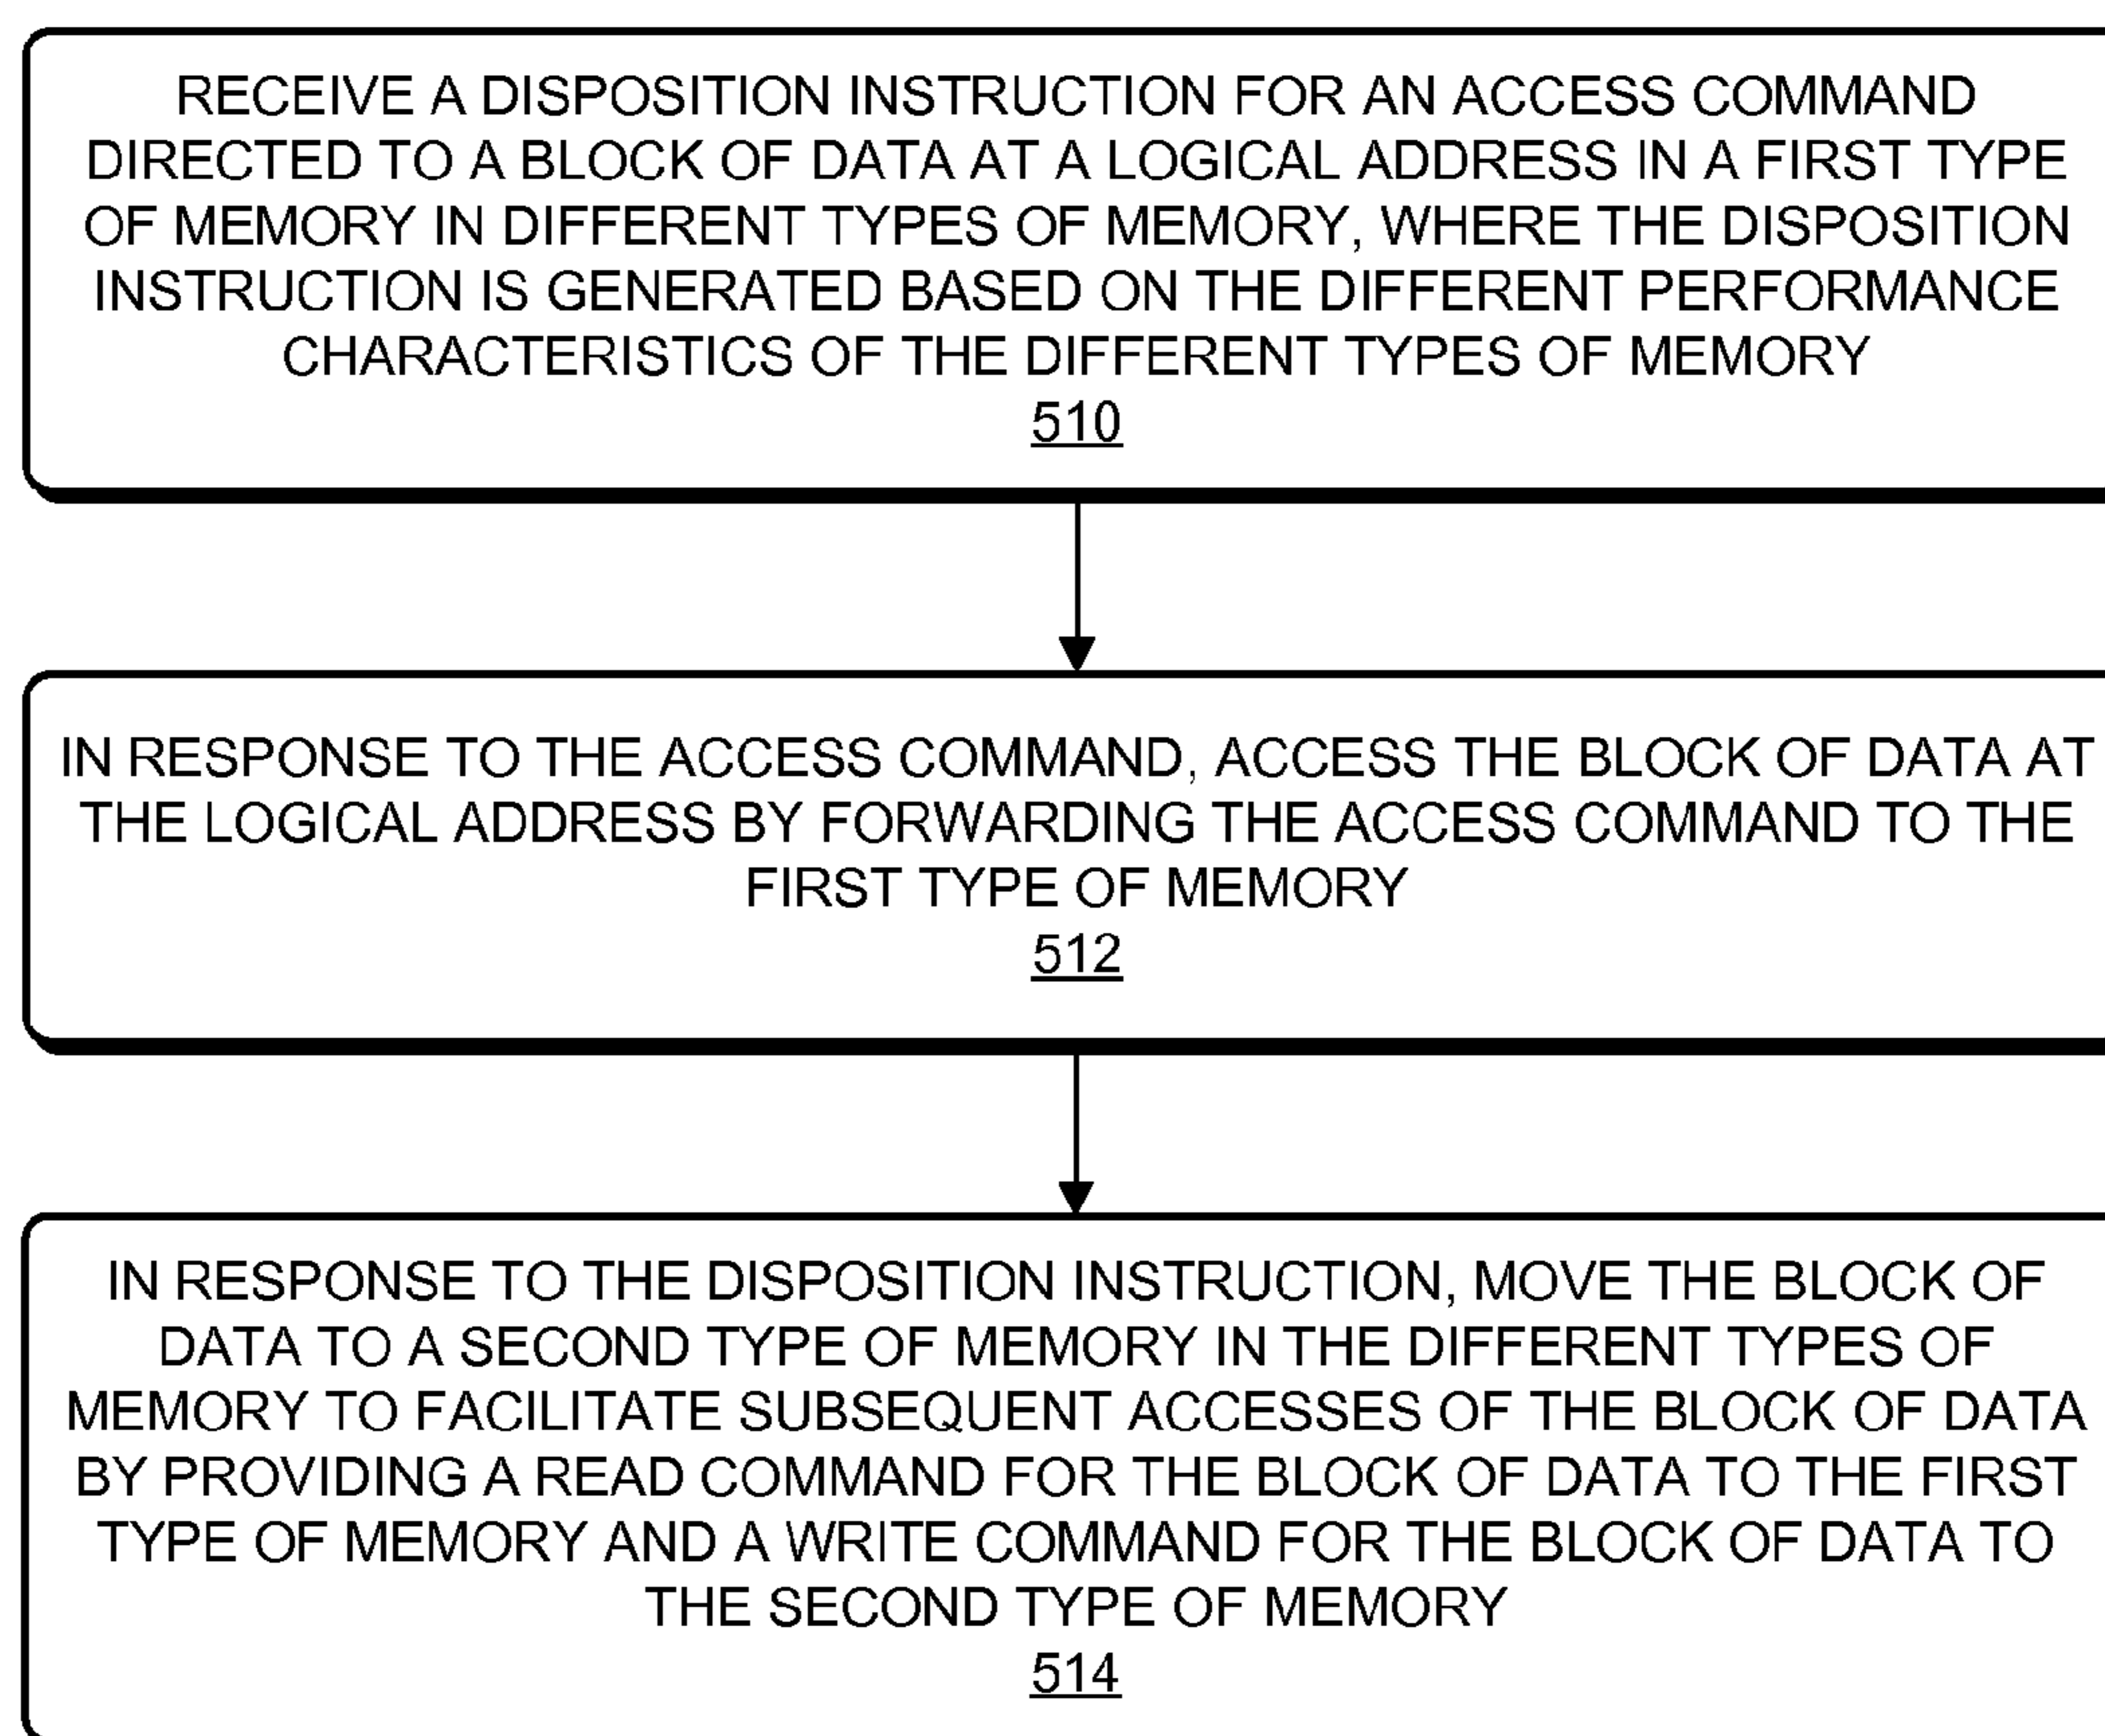 RECEIVE A DISPOSITION INSTRUCTION FOR AN ACCESS COMMAND
DIRECTED TO A BLOCK OF DATA AT A LOGICAL ADDRESS IN A FIRST TYPE
OF MEMORY IN DIFFERENT TYPES OF MEMORY, WHERE THE DISPOSITION
INSTRUCTION IS GENERATED BASED ON THE DIFFERENT PERFORMANCE
CHARACTERISTICS OF THE DIFFERENT TYPES OF MEMORY
510
IN RESPONSE TO THE ACCESS COMMAND, ACCESS THE BLOCK OF DATA AT
THE LOGICAL ADDRESS BY FORWARDING THE ACCESS COMMAND TO THE
FIRST TYPE OF MEMORY
512
IN RESPONSE TO THE DISPOSITION INSTRUCTION, MOVE THE BLOCK OF
DATA TO A SECOND TYPE OF MEMORY IN THE DIFFERENT TYPES OF
MEMORY TO FACILITATE SUBSEQUENT ACCESSES OF THE BLOCK OF DATA
BY PROVIDING A READ COMMAND FOR THE BLOCK OF DATA TO THE FIRST
TYPE OF MEMORY AND A WRITE COMMAND FOR THE BLOCK OF DATA TO
THE SECOND TYPE OF MEMORY
514